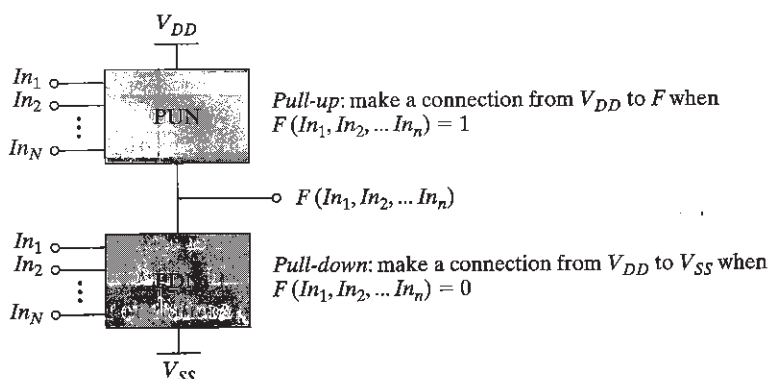 V_DD
In_1
In_2
⋮
In_N
PUN
Pull-up: make a connection from V_DD to F when
F (In_1, In_2, ... In_n) = 1
F (In_1, In_2, ... In_n)
In_1
In_2
⋮
In_N
PDN
Pull-down: make a connection from V_DD to V_SS when
F (In_1, In_2, ... In_n) = 0
V_SS